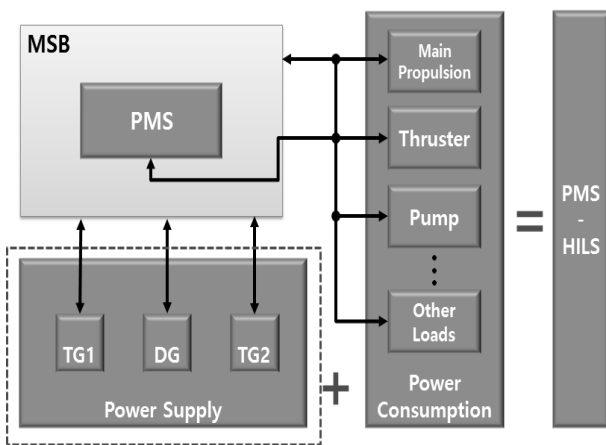 MSB
PMS
TG1
DG
TG2
Power Supply
+
Main
Propulsion
Thruster
Pump
Other
Loads
Power
Consumption
=
PMS
-
HILS